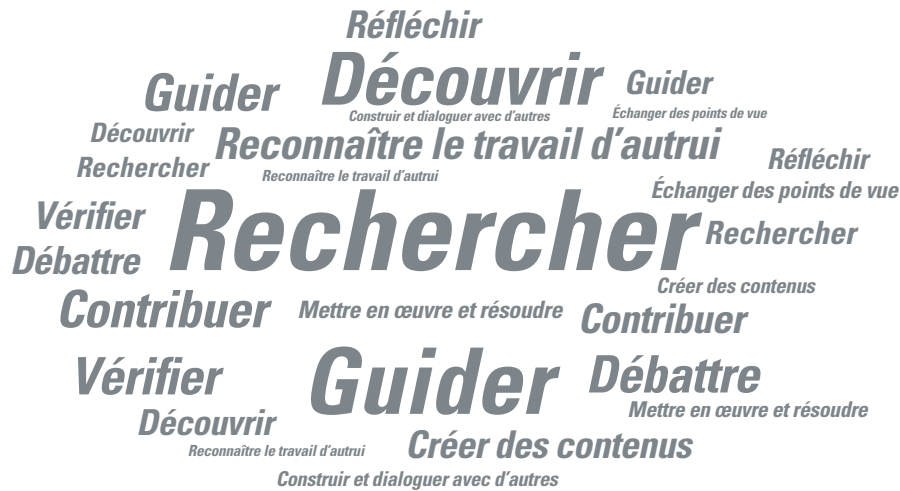 Réfléchir
Découvrir
Guider
Guider
Construir et dialoguer avec d'autres
Échanger des points de vue
Découvrir
Reconnaître le travail d'autrui
Réfléchir
Rechercher
Reconnaître le travail d'autrui
Échanger des points de vue
Vérifier
Rechercher
Rechercher
Débattre
Créer des contenus
Contribuer
Mettre en œuvre et résoudre
Contribuer
Vérifier
Guider
Débattre
Mettre en œuvre et résoudre
Découvrir
Créer des contenus
Reconnaître le travail d'autrui
Construir et dialoguer avec d'autres